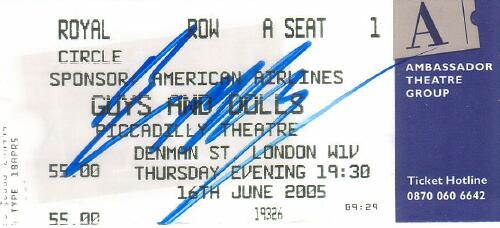 ROYAL ROW A SEAT 1
CIRCLE
SPONSOR, AMERICAN AIRLINES
GUYS AND DOLLS
PICCADILLY THEATRE
DENMAN ST, LONDON W1V
55.00 THURSDAY EVENING 19:30
16TH JUNE 2005
19326 09:29
55.00
TYPE 18APR5
A
AMBASSADOR
THEATRE
GROUP
Ticket Hotline
0870 060 6642